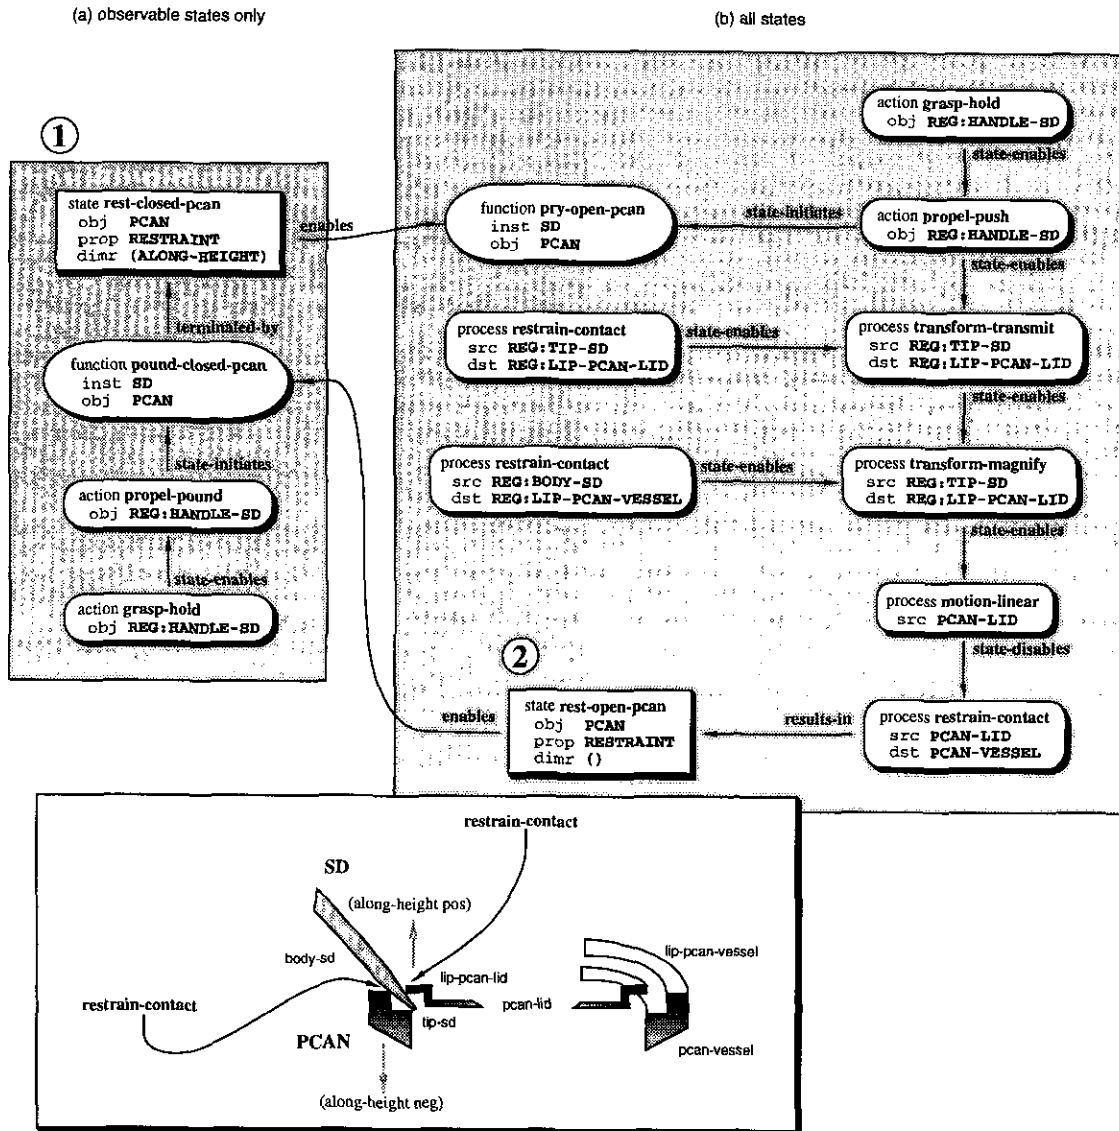 (a) observable states only
(b) all states
1
state rest-closed-pcan
obj PCAN
prop RESTRAINT
dimr (ALONG-HEIGHT)
enables
terminated-by
function pound-closed-pcan
inst SD
obj PCAN
state-initiates
action propel-pound
obj REG:HANDLE-SD
state-enables
action grasp-hold
obj REG:HANDLE-SD
action grasp-hold
obj REG:HANDLE-SD
state-enables
function pry-open-pcan
inst SD
obj PCAN
state-initiates
action propel-push
obj REG:HANDLE-SD
state-enables
process restrain-contact
src REG:TIP-SD
dst REG:LIP-PCAN-LID
state-enables
process transform-transmit
src REG:TIP-SD
dst REG:LIP-PCAN-LID
state-enables
process restrain-contact
src REG:BODY-SD
dst REG:LIP-PCAN-VESSEL
state-enables
process transform-magnify
src REG:TIP-SD
dst REG:LIP-PCAN-LID
state-enables
process motion-linear
src PCAN-LID
state-disables
2
enables
state rest-open-pcan
obj PCAN
prop RESTRAINT
dimr ()
results-in
process restrain-contact
src PCAN-LID
dst PCAN-VESSEL
restrain-contact
SD
(along-height pos)
body-sd
lip-pcan-lid
lip-pcan-vessel
restrain-contact
tip-sd
pcan-lid
PCAN
pcan-vessel
(along-height neg)